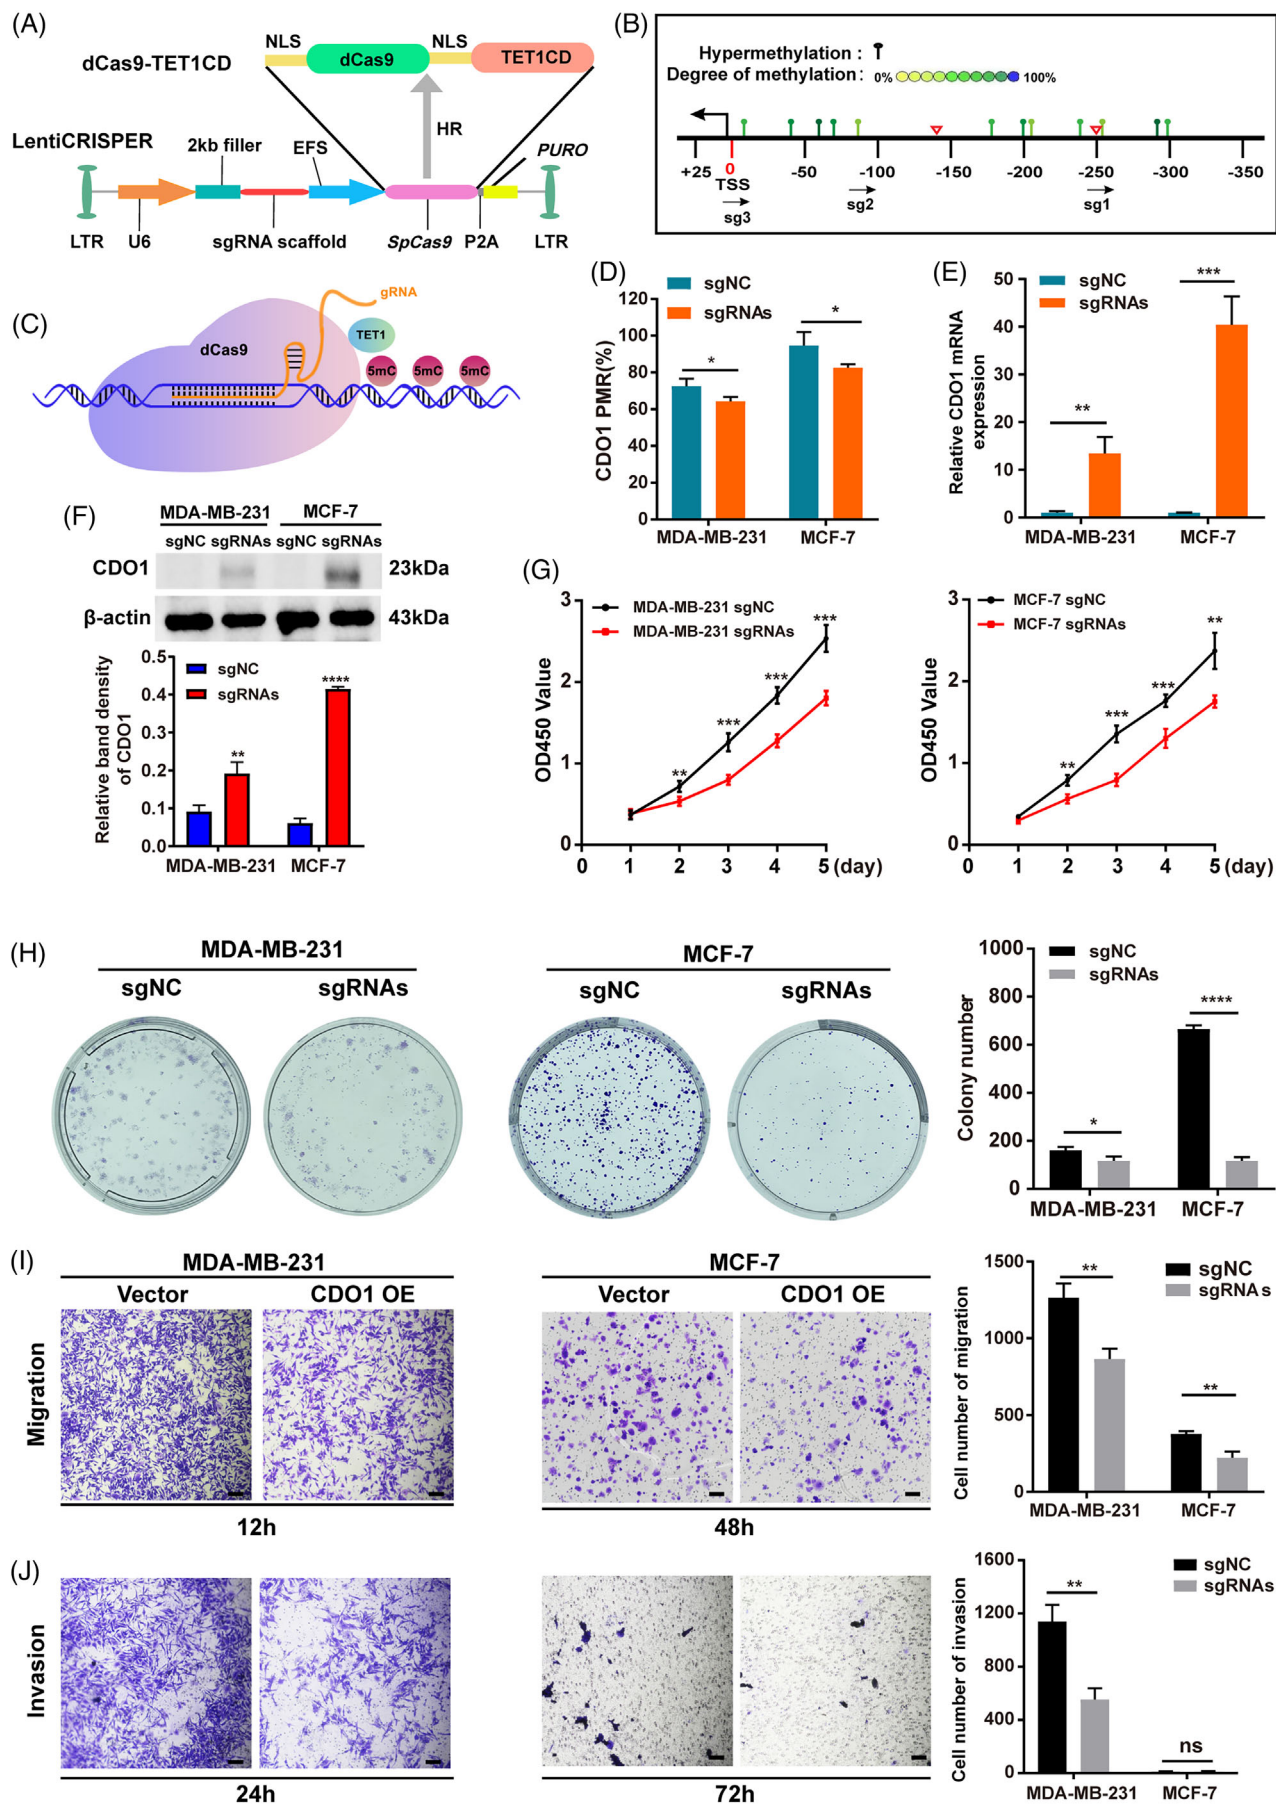 (A)
NLS NLS
dCas9-TET1CD dCas9 TET1CD
HR
LentiCRISPER
2kb filler EFS PURO
LTR U6 sgRNA scaffold SpCas9 P2A LTR
(B)
Hypermethylation :
Degree of methylation : 0% 100%
+25 0 -50 -100 -150 -200 -250 -300 -350
TSS
sg3 sg2 sg1
(C)
gRNA
TET1
dCas9
5mC 5mC 5mC
(D)
sgNC
sgRNAs
CDO1 PMR(%)
120
100
80
60
40
20
0
* *
MDA-MB-231 MCF-7
(E)
sgNC
sgRNAs
Relative CDO1 mRNA
expression
50
40
30
20
10
0
** ***
MDA-MB-231 MCF-7
(F)
MDA-MB-231 MCF-7
sgNC sgRNAs sgNC sgRNAs
CDO1 23kDa
β-actin 43kDa
Relative band density
of CDO1
0.5
0.4
0.3
0.2
0.1
0.0
sgNC
sgRNAs
** ****
MDA-MB-231 MCF-7
(G)
OD450 Value
3
2
1
0
MDA-MB-231 sgNC
MDA-MB-231 sgRNAs
** *** *** ***
0 1 2 3 4 5 (day)
OD450 Value
3
2
1
0
MCF-7 sgNC
MCF-7 sgRNAs
** *** *** **
0 1 2 3 4 5 (day)
(H)
MDA-MB-231
sgNC sgRNAs
MCF-7
sgNC sgRNAs
Colony number
1000
800
600
400
200
0
sgNC
sgRNAs
* ****
MDA-MB-231 MCF-7
(I)
MDA-MB-231
Vector CDO1 OE
MCF-7
Vector CDO1 OE
Migration
12h
48h
Cell number of migration
1500
1000
500
0
sgNC
sgRNAs
** **
MDA-MB-231 MCF-7
(J)
Invasion
24h
72h
Cell number of invasion
1600
1200
800
400
0
sgNC
sgRNAs
** ns
MDA-MB-231 MCF-7